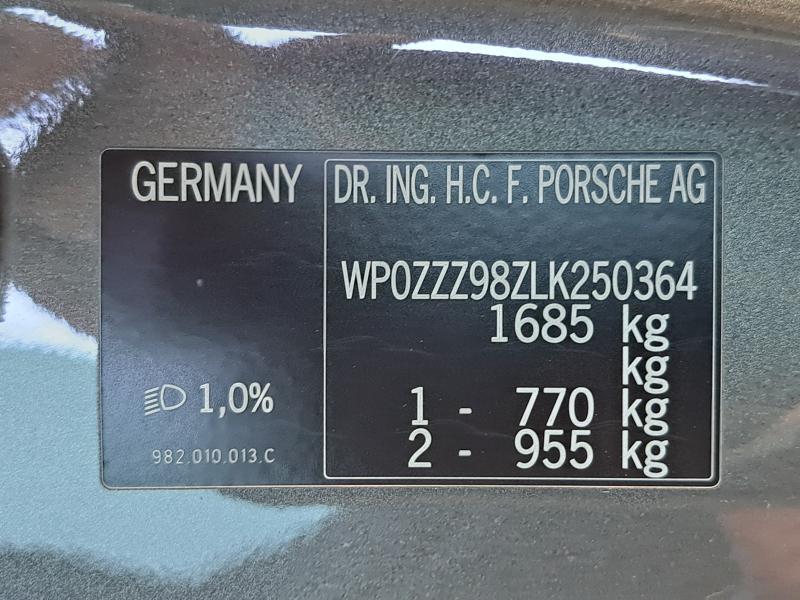 GERMANY
DR. ING. H.C. F. PORSCHE AG
WP0ZZZ98ZLK250364
1685 kg
kg
1 - 770 kg
2 - 955 kg
1,0%
982.010.013.C